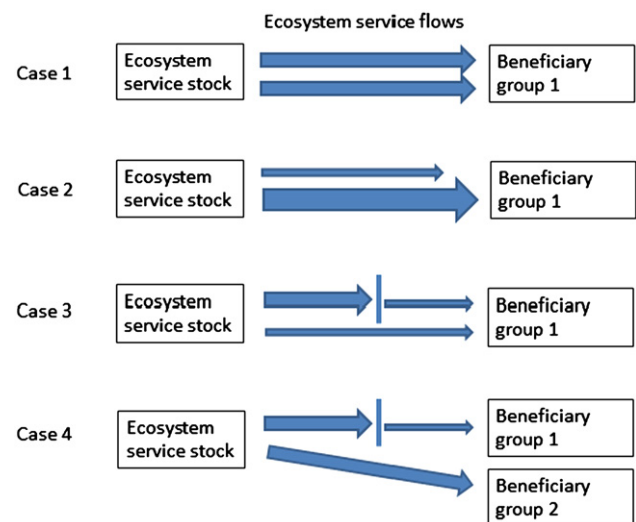 Ecosystem service flows
Case 1
Ecosystem
service stock
Beneficiary
group 1
Case 2
Ecosystem
service stock
Beneficiary
group 1
Case 3
Ecosystem
service stock
Beneficiary
group 1
Case 4
Ecosystem
service stock
Beneficiary
group 1
Beneficiary
group 2